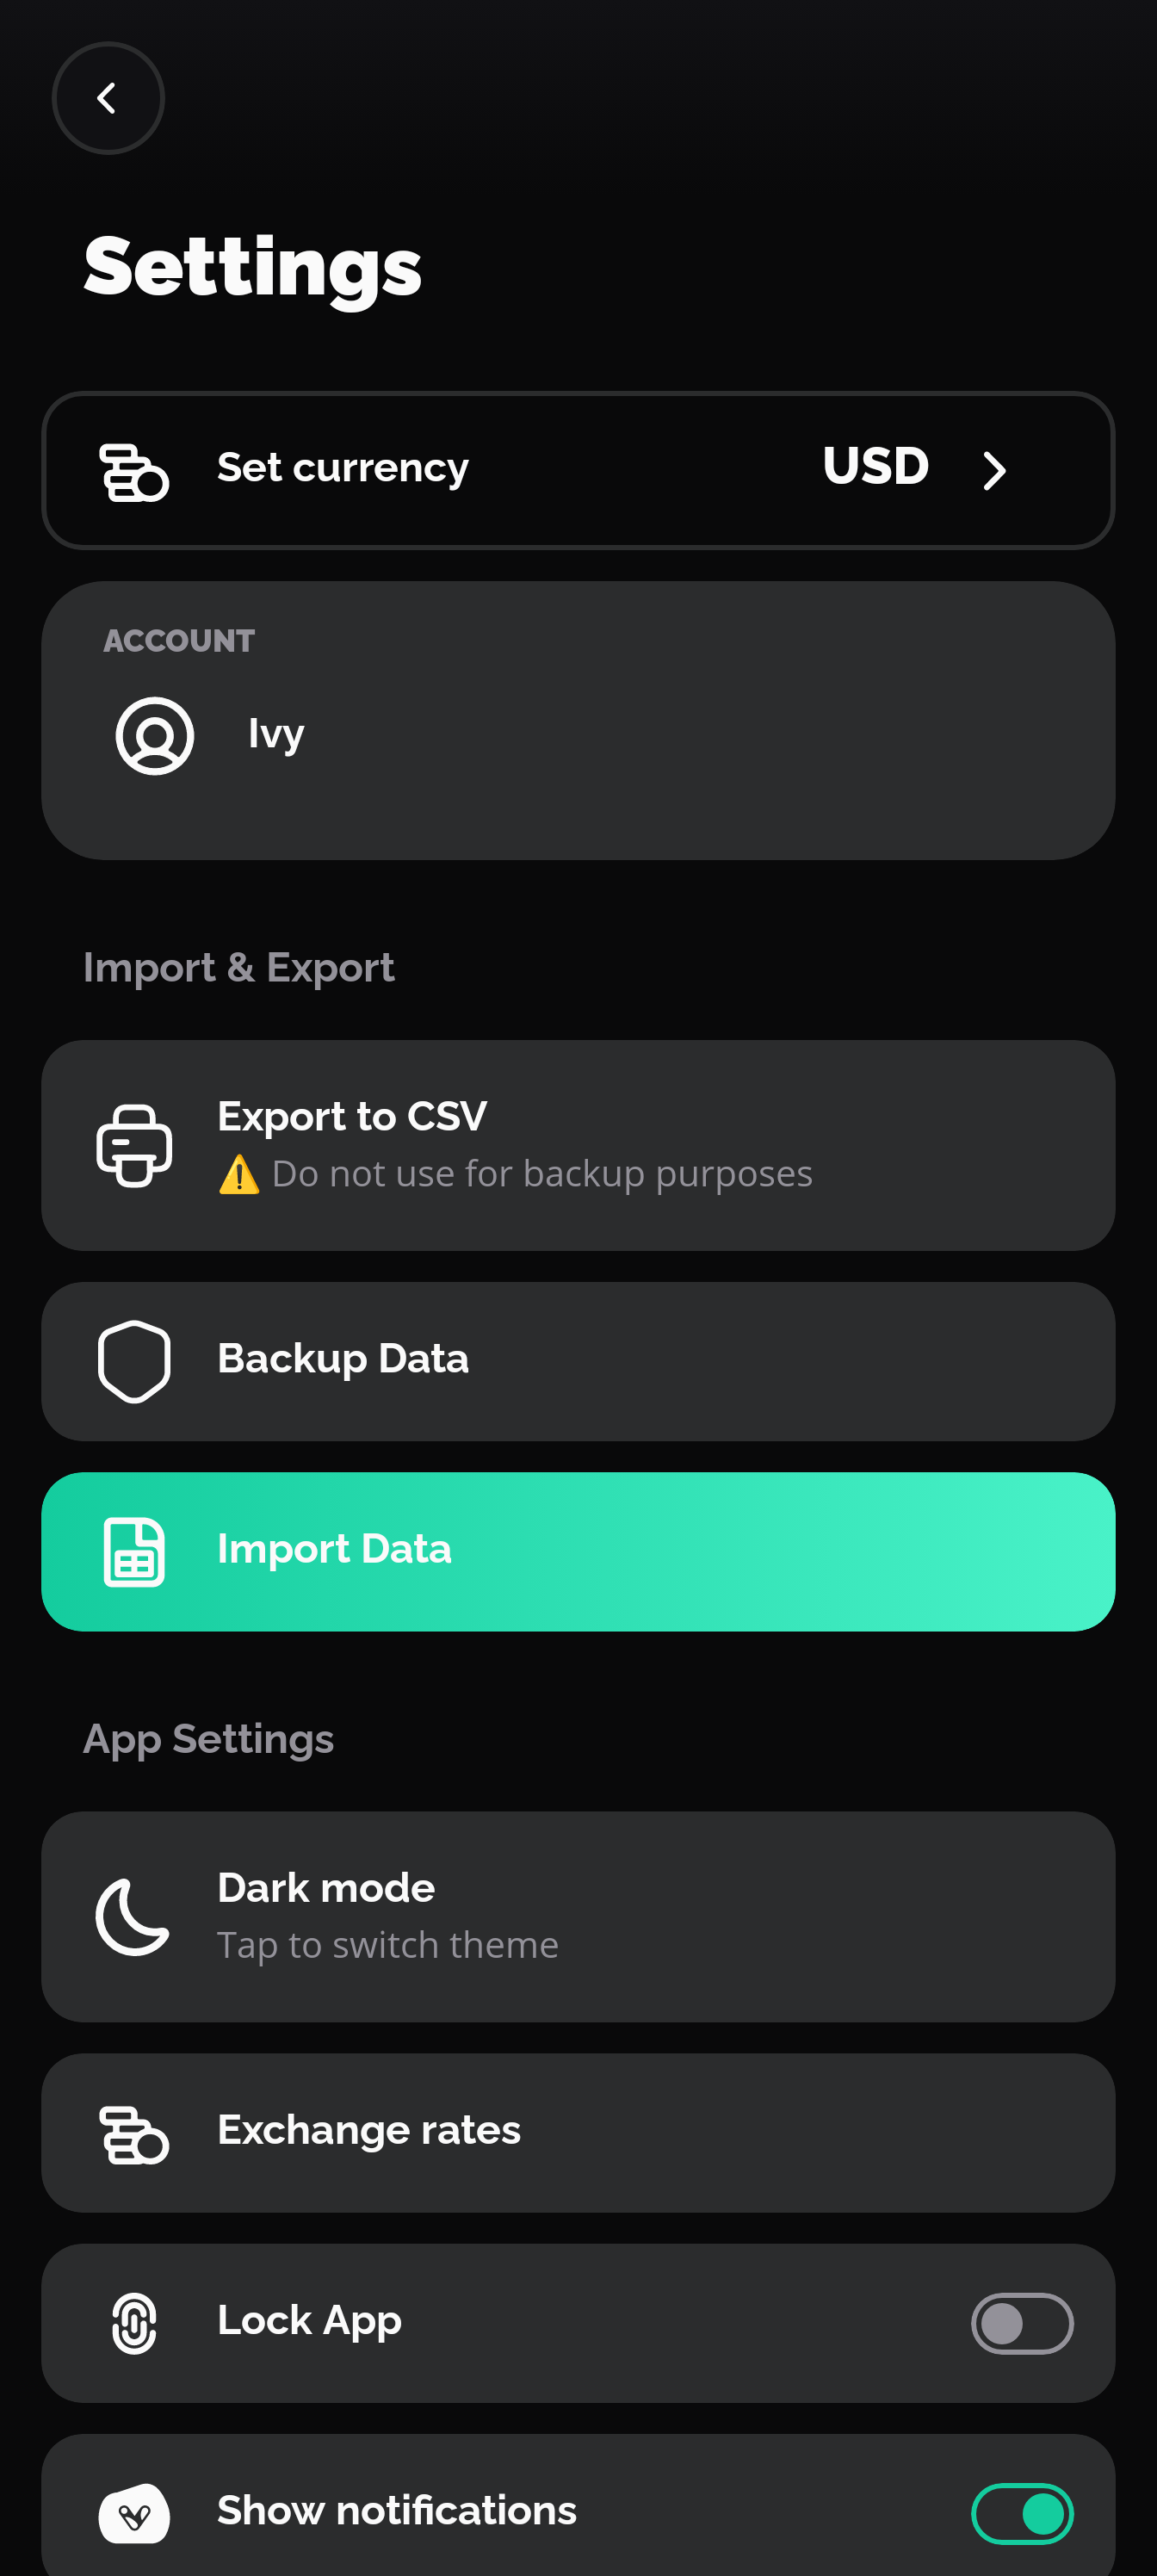 Settings
Set currency
USD
ACCOUNT
Ivy
Import & Export
Export to CSV
⚠️ Do not use for backup purposes
Backup Data
Import Data
App Settings
Dark mode
Tap to switch theme
Exchange rates
Lock App
Show notifications